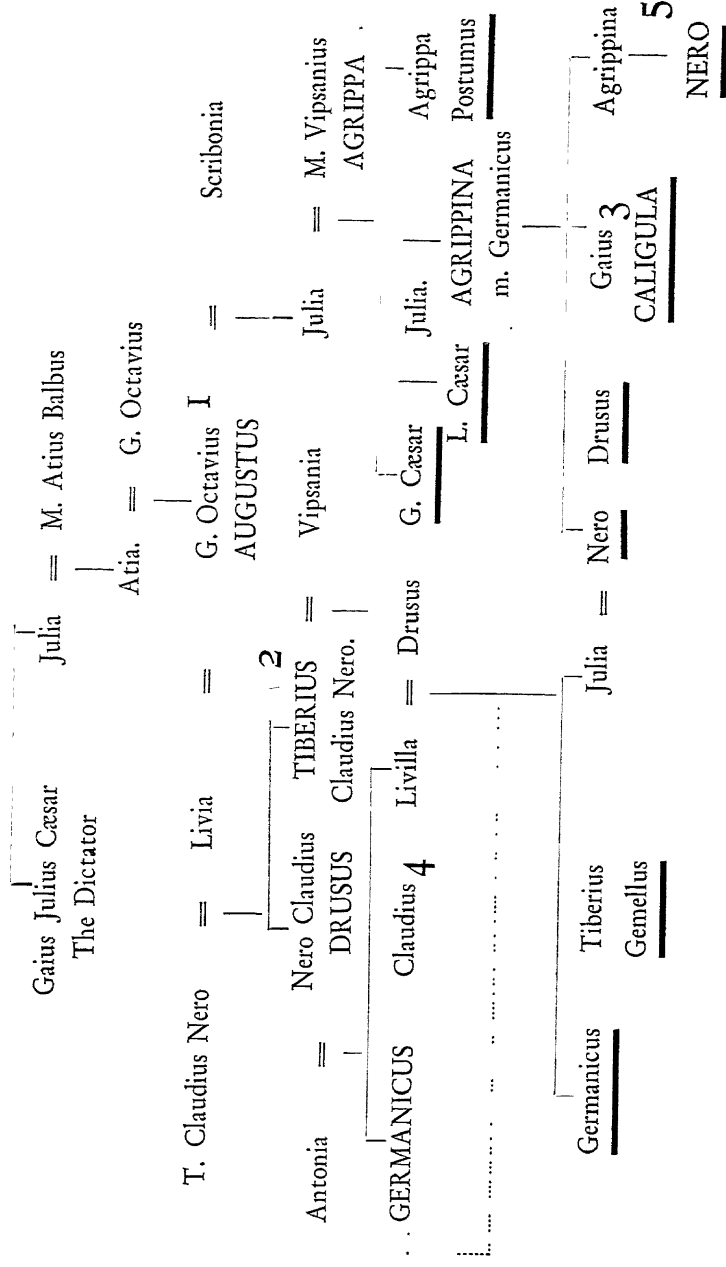 Gaius Julius Cæsar
The Dictator
Julia = M. Atius Balbus
Atia. = G. Octavius
T. Claudius Nero = Livia = G. Octavius 1 = Scribonia
AUGUSTUS
Antonia = Nero Claudius
DRUSUS
TIBERIUS 2
Claudius Nero.
= Vipsania
Julia = M. Vipsanius
AGRIPPA
GERMANICUS
Claudius 4
Livilla = Drusus
G. Cæsar
L. Cæsar
Julia.
AGRIPPINA
m. Germanicus
Agrippa
Postumus
Germanicus
Tiberius
Gemellus
Julia = Nero
Drusus
Gaius 3
CALIGULA
Agrippina
5
NERO